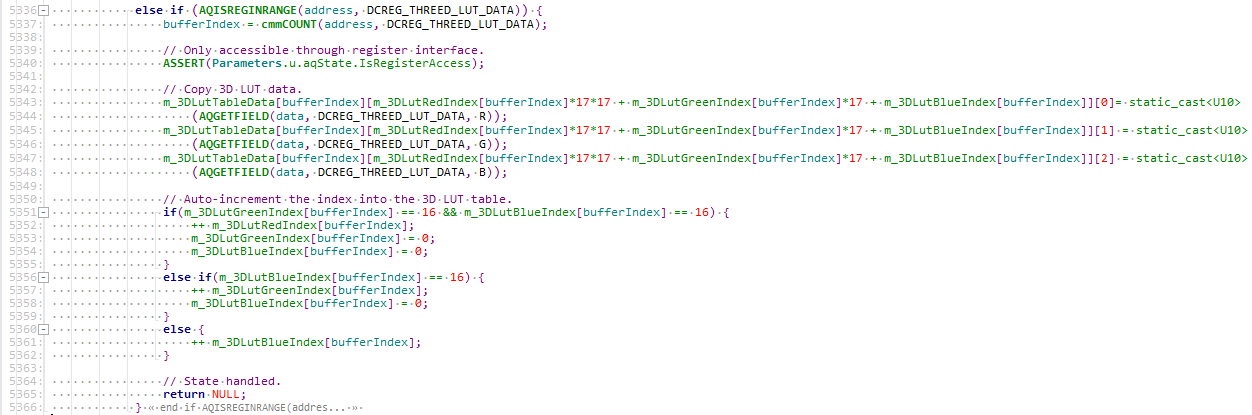 5336: else if (AQISREGINRANGE(address, DCREG_THREED_LUT_DATA)) {
5337: bufferIndex = cmmCOUNT(address, DCREG_THREED_LUT_DATA);
5338:
5339: // Only accessible through register interface.
5340: ASSERT(Parameters.u.aqState.IsRegisterAccess);
5341:
5342: // Copy 3D LUT data.
5343: m_3DLutTableData[bufferIndex][m_3DLutRedIndex[bufferIndex]*17*17 + m_3DLutGreenIndex[bufferIndex]*17 + m_3DLutBlueIndex[bufferIndex]][0]= static_cast<U10>
5344: (AQGETFIELD(data, DCREG_THREED_LUT_DATA, R));
5345: m_3DLutTableData[bufferIndex][m_3DLutRedIndex[bufferIndex]*17*17 + m_3DLutGreenIndex[bufferIndex]*17 + m_3DLutBlueIndex[bufferIndex]][1] = static_cast<U10>
5346: (AQGETFIELD(data, DCREG_THREED_LUT_DATA, G));
5347: m_3DLutTableData[bufferIndex][m_3DLutRedIndex[bufferIndex]*17*17 + m_3DLutGreenIndex[bufferIndex]*17 + m_3DLutBlueIndex[bufferIndex]][2] = static_cast<U10>
5348: (AQGETFIELD(data, DCREG_THREED_LUT_DATA, B));
5349:
5350: // Auto-increment the index into the 3D LUT table.
5351: if(m_3DLutGreenIndex[bufferIndex] == 16 && m_3DLutBlueIndex[bufferIndex] == 16) {
5352: ++ m_3DLutRedIndex[bufferIndex];
5353: m_3DLutGreenIndex[bufferIndex] = 0;
5354: m_3DLutBlueIndex[bufferIndex] = 0;
5355: }
5356: else if(m_3DLutBlueIndex[bufferIndex] == 16) {
5357: ++ m_3DLutGreenIndex[bufferIndex];
5358: m_3DLutBlueIndex[bufferIndex] = 0;
5359: }
5360: else {
5361: ++ m_3DLutBlueIndex[bufferIndex];
5362: }
5363:
5364: // State handled.
5365: return NULL;
5366: } « end if AQISREGINRANGE(addres... »